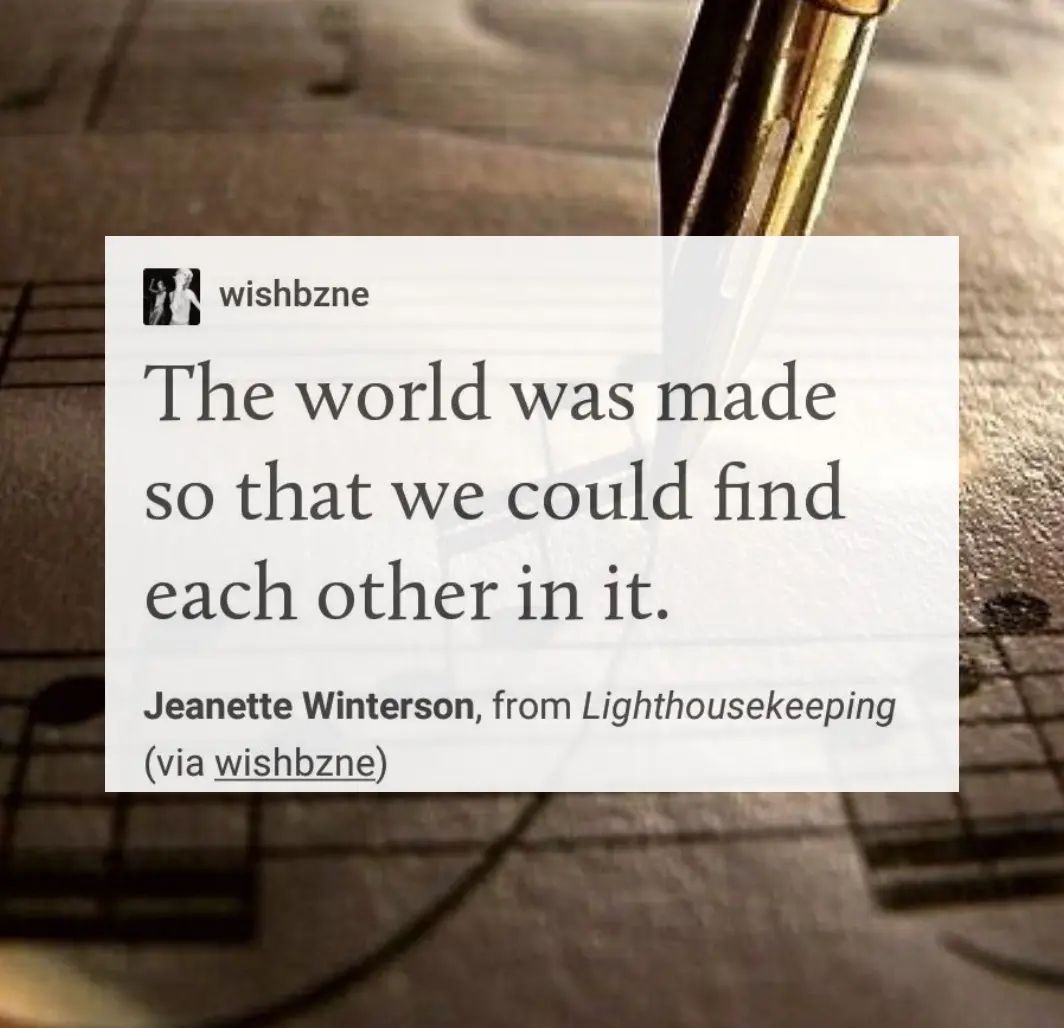 wishbzne
The world was made
so that we could find
each other in it.
Jeanette Winterson, from Lighthousekeeping
(via wishbzne)